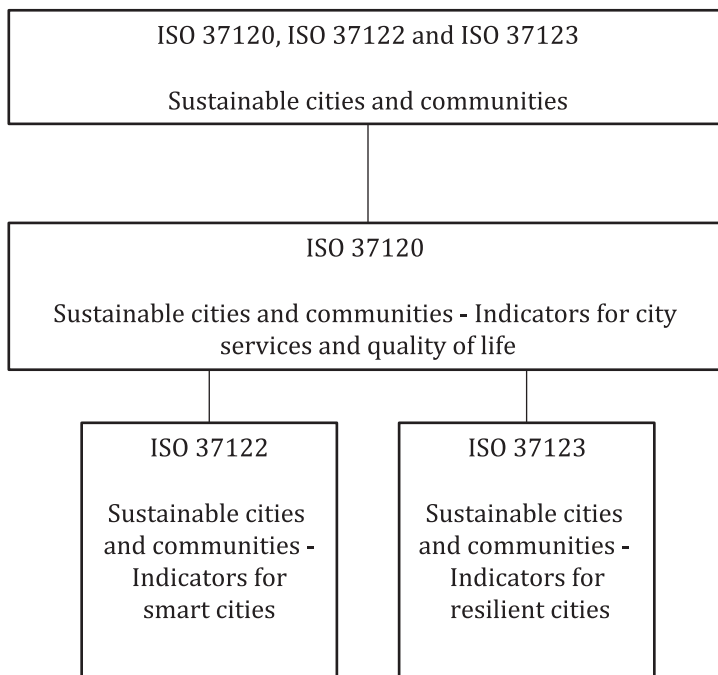 ISO 37120, ISO 37122 and ISO 37123
Sustainable cities and communities
ISO 37120
Sustainable cities and communities - Indicators for city
services and quality of life
ISO 37122
Sustainable cities
and communities -
Indicators for
smart cities
ISO 37123
Sustainable cities
and communities -
Indicators for
resilient cities